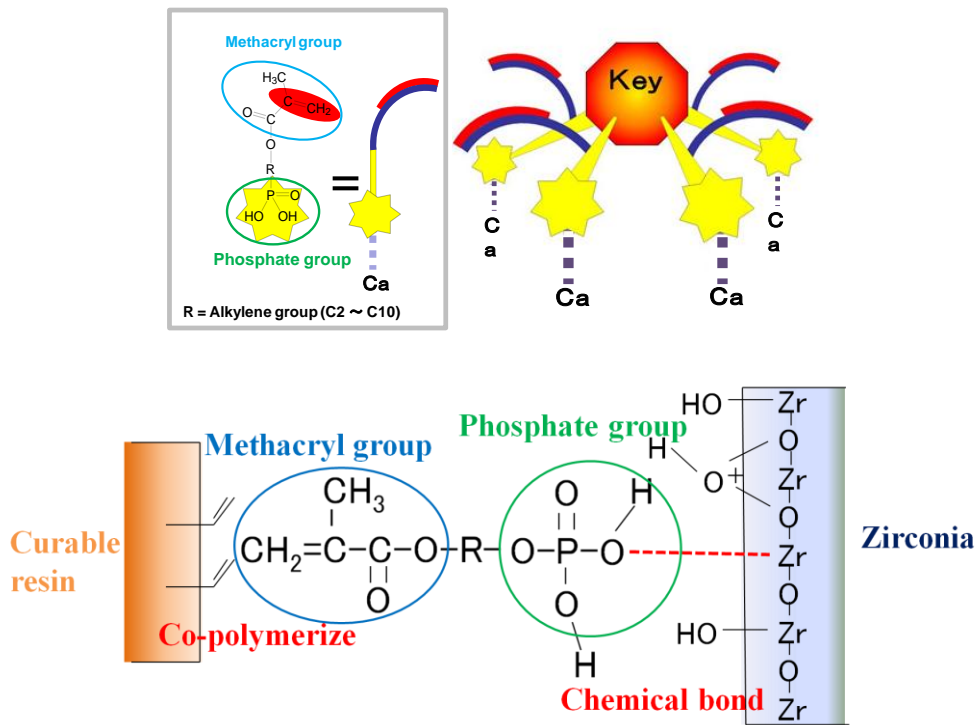 Methacryl group
H₃C
C=CH₂
O=C
O
R
P=O
HO OH
Phosphate group
=
Ca
R = Alkylene group (C2 ~ C10)
Key
C
a
C
a
Ca
Ca
Curable
resin
Methacryl group
CH₃
CH₂=C-C-O-R-O-P-O
O
Co-polymerize
Phosphate group
O
H
O
H
Chemical bond
HO
Zr
O
H
O+
Zr
O
Zr
O
HO
Zr
O
Zr
Zirconia